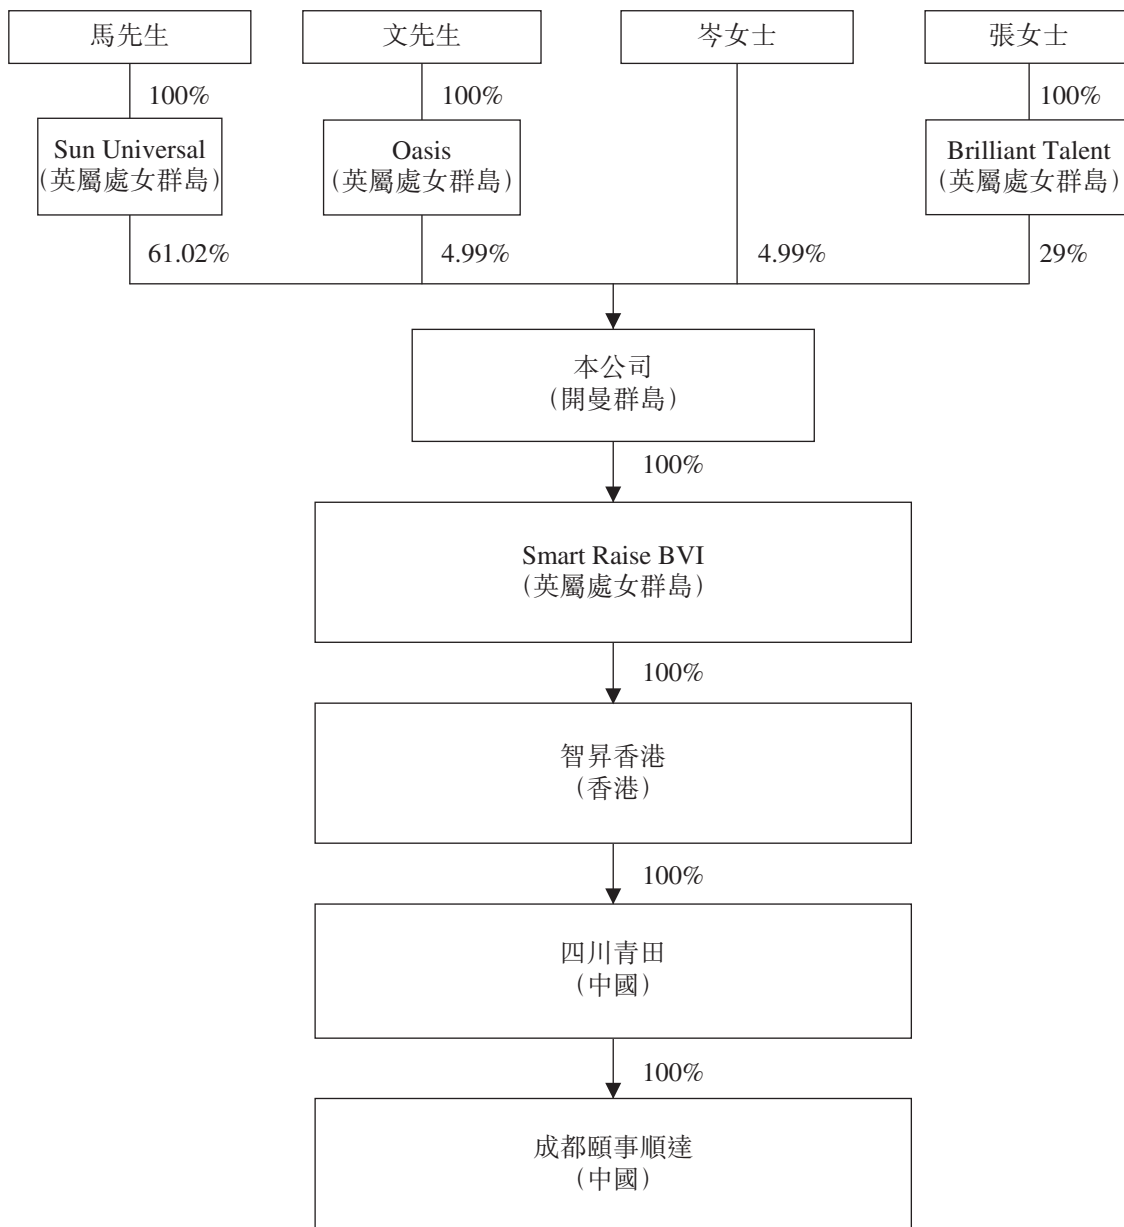 馬先生
文先生
岑女士
張女士
100%
100%
100%
Sun Universal
(英屬處女群島)
Oasis
(英屬處女群島)
Brilliant Talent
(英屬處女群島)
61.02%
4.99%
4.99%
29%
本公司
(開曼群島)
100%
Smart Raise BVI
(英屬處女群島)
100%
智昇香港
(香港)
100%
四川青田
(中國)
100%
成都頤事順達
(中國)